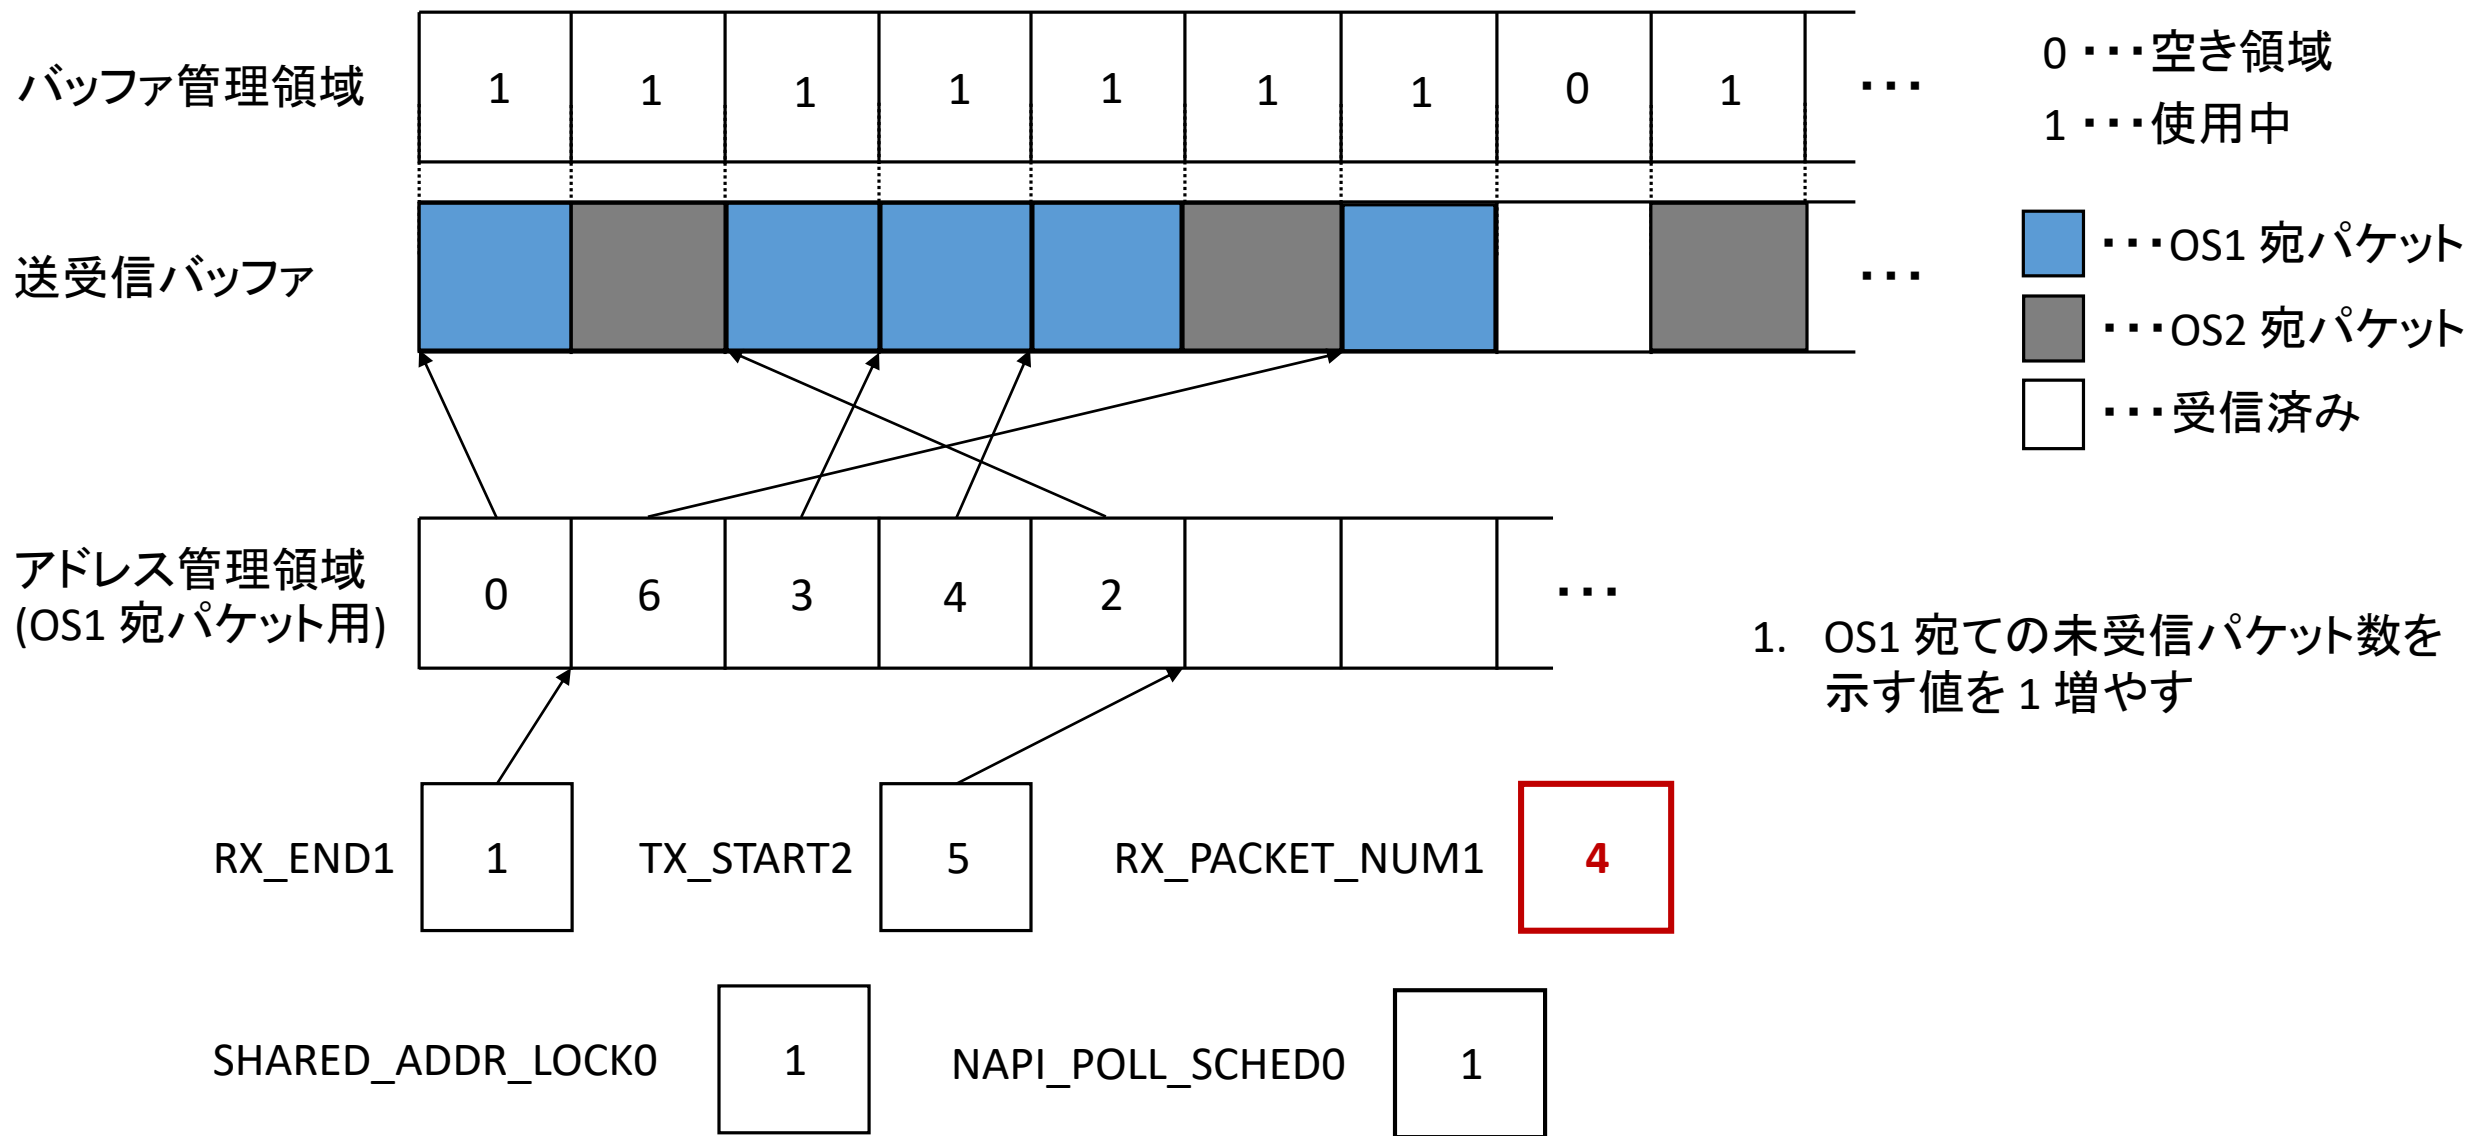 バッファ管理領域 1 1 1 1 1 1 1 0 1 ・・・
0 ・・・空き領域
1 ・・・使用中
送受信バッファ ・・・
・・・OS1 宛パケット
・・・OS2 宛パケット
・・・受信済み
アドレス管理領域
(OS1 宛パケット用)
0 6 3 4 2 ・・・
1. OS1 宛ての未受信パケット数を
示す値を 1 増やす
RX_END1 1 TX_START2 5 RX_PACKET_NUM1 4
SHARED_ADDR_LOCK0 1 NAPI_POLL_SCHED0 1